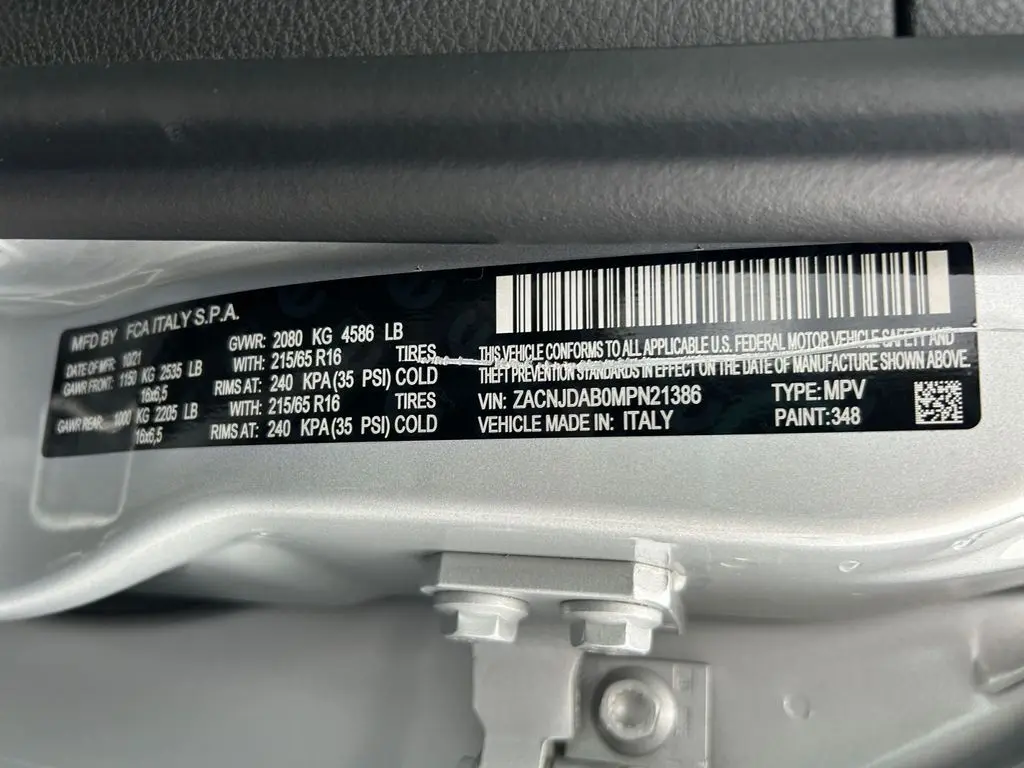 MFD BY FCA ITALY S.P.A.
DATE OF MFR. 10/21 GVWR: 2080 KG 4586 LB
GAWR FRONT: 1150 KG 2535 LB WITH: 215/65 R16 TIRES
16x6,5 RIMS AT: 240 KPA (35 PSI) COLD
GAWR REAR: 1000 KG 2205 LB WITH: 215/65 R16 TIRES
16x6,5 RIMS AT: 240 KPA (35 PSI) COLD
THIS VEHICLE CONFORMS TO ALL APPLICABLE U.S. FEDERAL MOTOR VEHICLE SAFETY AND
THEFT PREVENTION STANDARDS IN EFFECT ON THE DATE OF MANUFACTURE SHOWN ABOVE.
VIN: ZACNJDAB0MPN21386 TYPE: MPV
VEHICLE MADE IN: ITALY PAINT:348